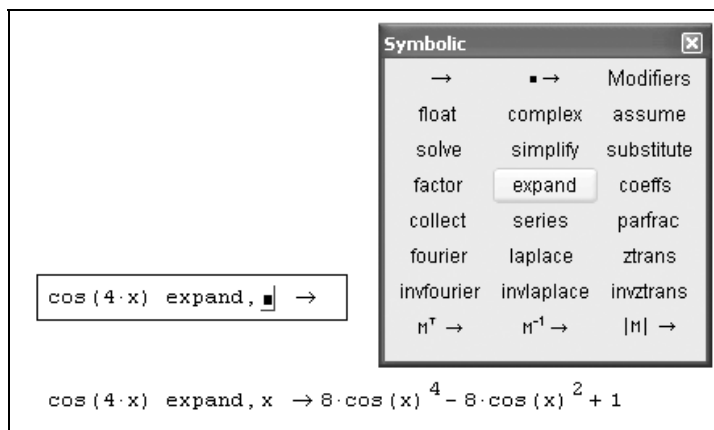 Symbolic
→ ▪→ Modifiers
float complex assume
solve simplify substitute
factor expand coeffs
collect series parfrac
fourier laplace ztrans
invfourier invlaplace invztrans
Mᵀ → M⁻¹ → |M| →
cos(4·x) expand,▪ →
cos(4·x) expand,x → 8·cos(x)⁴ - 8·cos(x)² + 1